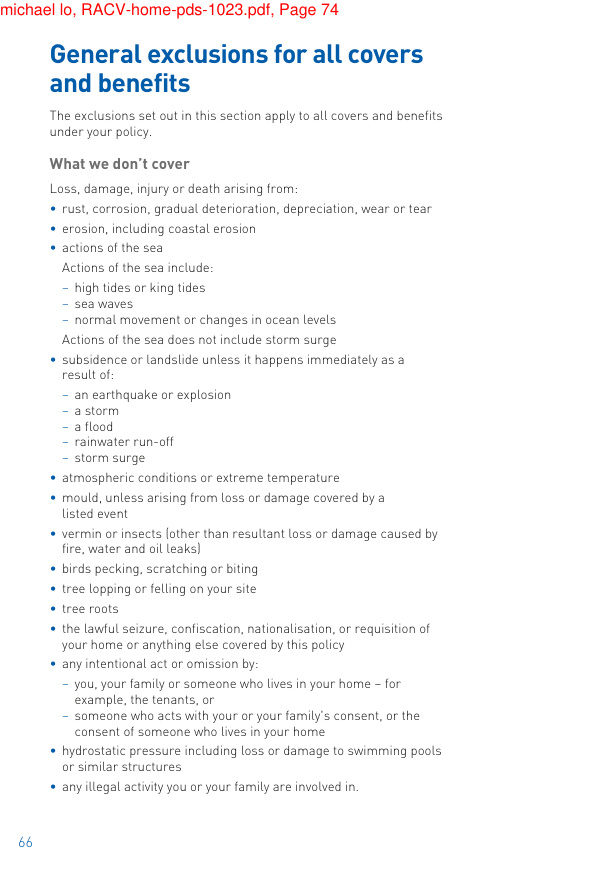 michael lo, RACV-home-pds-1023.pdf, Page 74
General exclusions for all covers
and benefits
The exclusions set out in this section apply to all covers and benefits
under your policy.
What we don't cover
Loss, damage, injury or death arising from:
• rust, corrosion, gradual deterioration, depreciation, wear or tear
• erosion, including coastal erosion
• actions of the sea
Actions of the sea include:
– high tides or king tides
– sea waves
– normal movement or changes in ocean levels
Actions of the sea does not include storm surge
• subsidence or landslide unless it happens immediately as a
result of:
– an earthquake or explosion
– a storm
– a flood
– rainwater run-off
– storm surge
• atmospheric conditions or extreme temperature
• mould, unless arising from loss or damage covered by a
listed event
• vermin or insects (other than resultant loss or damage caused by
fire, water and oil leaks)
• birds pecking, scratching or biting
• tree lopping or felling on your site
• tree roots
• the lawful seizure, confiscation, nationalisation, or requisition of
your home or anything else covered by this policy
• any intentional act or omission by:
– you, your family or someone who lives in your home – for
example, the tenants, or
– someone who acts with your or your family's consent, or the
consent of someone who lives in your home
• hydrostatic pressure including loss or damage to swimming pools
or similar structures
• any illegal activity you or your family are involved in.
66